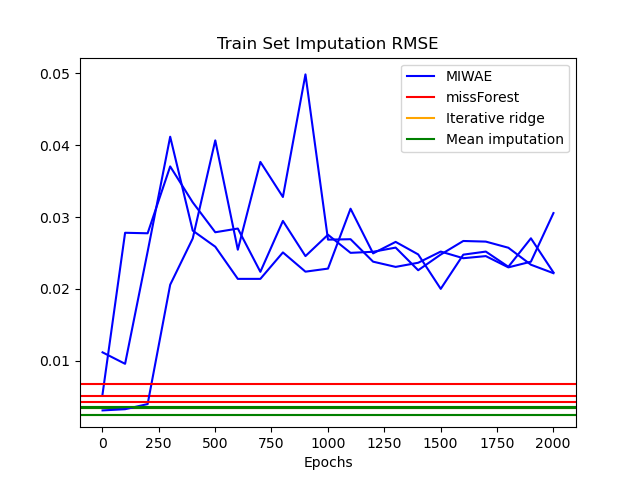 Train Set Imputation RMSE
MIWAE
missForest
Iterative ridge
Mean imputation
0.05
0.04
0.03
0.02
0.01
0 250 500 750 1000 1250 1500 1750 2000
Epochs